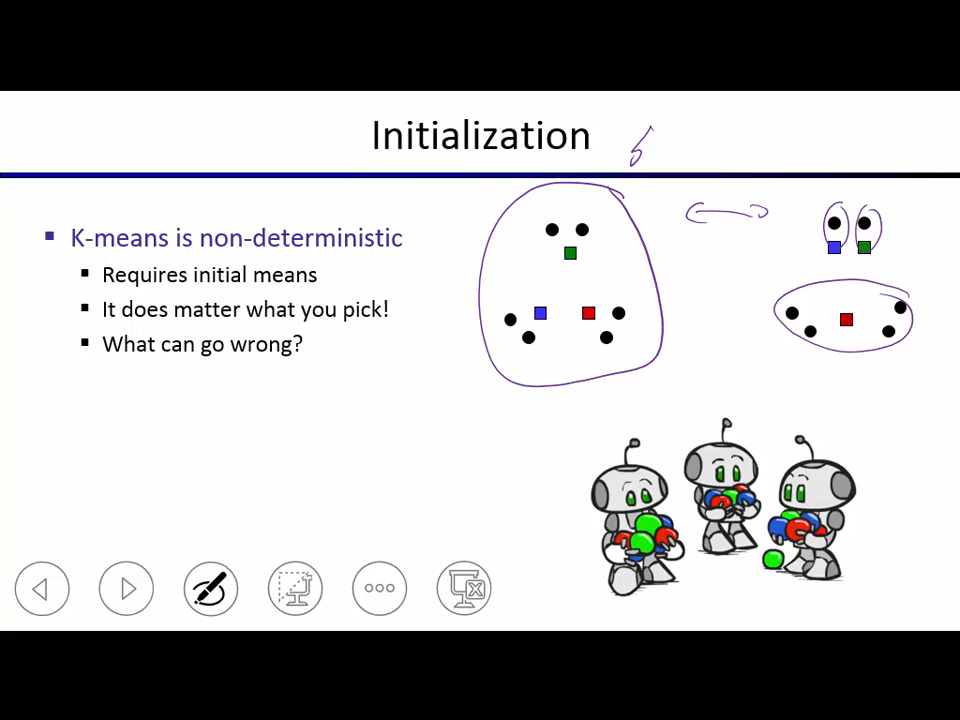 Initialization
K-means is non-deterministic
Requires initial means
It does matter what you pick!
What can go wrong?